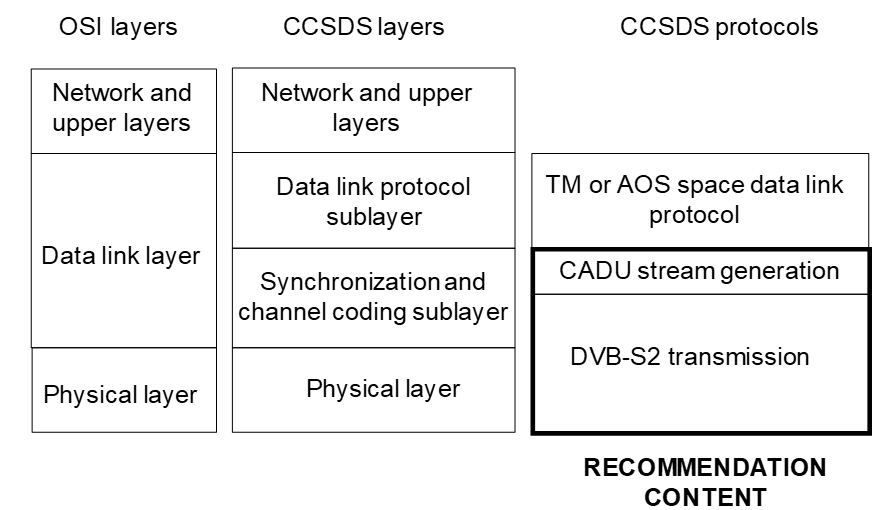 OSI layers
CCSDS layers
CCSDS protocols
Network and
upper layers
Network and upper
layers
Data link protocol
sublayer
TM or AOS space data link
protocol
Data link layer
Synchronization and
channel coding sublayer
CADU stream generation
DVB-S2 transmission
Physical layer
Physical layer
RECOMMENDATION
CONTENT